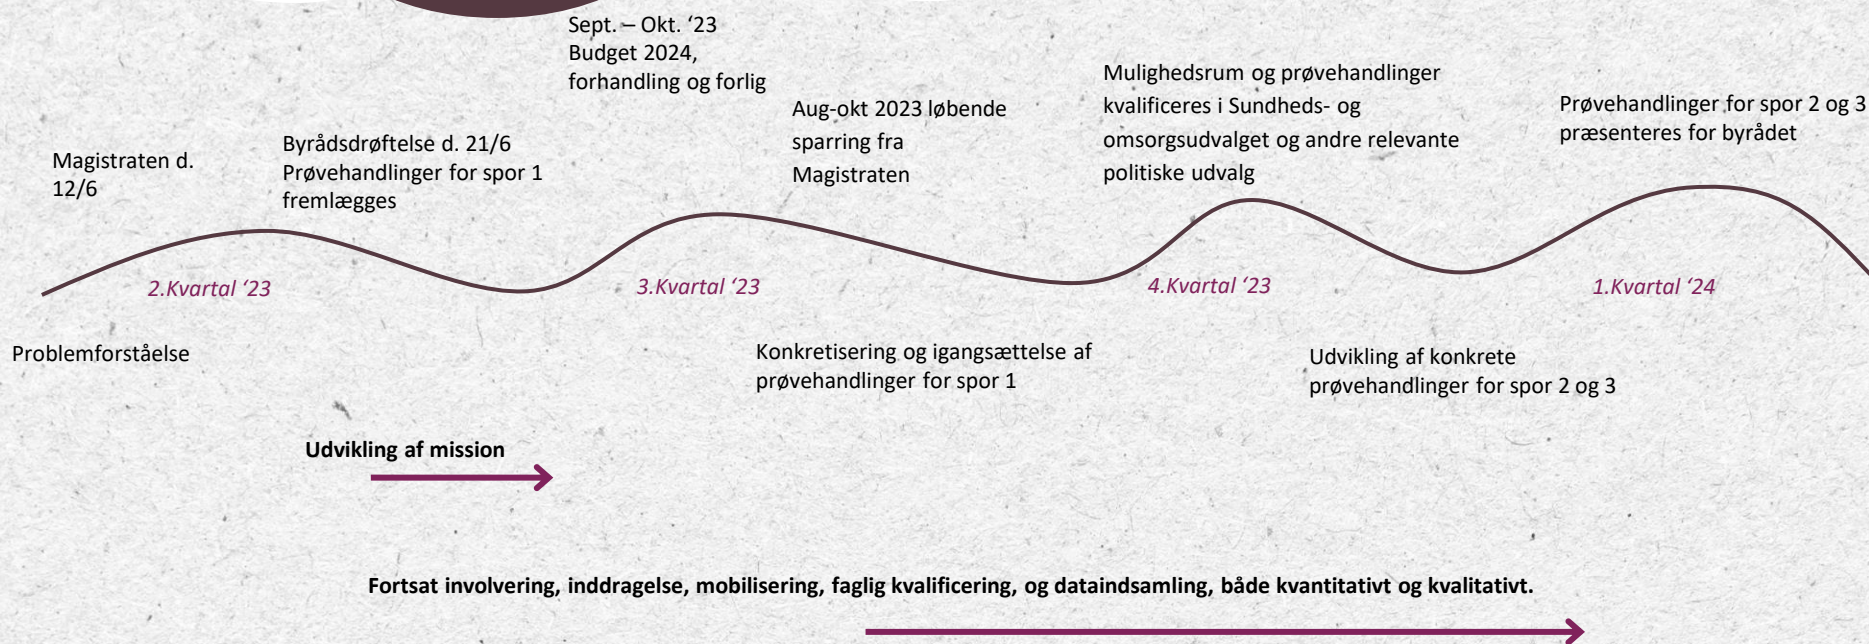 Sept. – Okt. ‘23
Budget 2024,
forhandling og forlig
Magistraten d.
12/6
Byrådsdrøftelse d. 21/6
Prøvehandlinger for spor 1
fremlægges
Aug-okt 2023 løbende
sparring fra
Magistraten
Mulighedsrum og prøvehandlinger
kvalificeres i Sundheds- og
omsorgsudvalget og andre relevante
politiske udvalg
Prøvehandlinger for spor 2 og 3
præsenteres for byrådet
2.Kvartal ‘23
3.Kvartal ‘23
4.Kvartal ‘23
1.Kvartal ‘24
Problemforståelse
Konkretisering og igangsættelse af
prøvehandlinger for spor 1
Udvikling af konkrete
prøvehandlinger for spor 2 og 3
Udvikling af mission
Fortsat involvering, inddragelse, mobilisering, faglig kvalificering, og dataindsamling, både kvantitativt og kvalitativt.